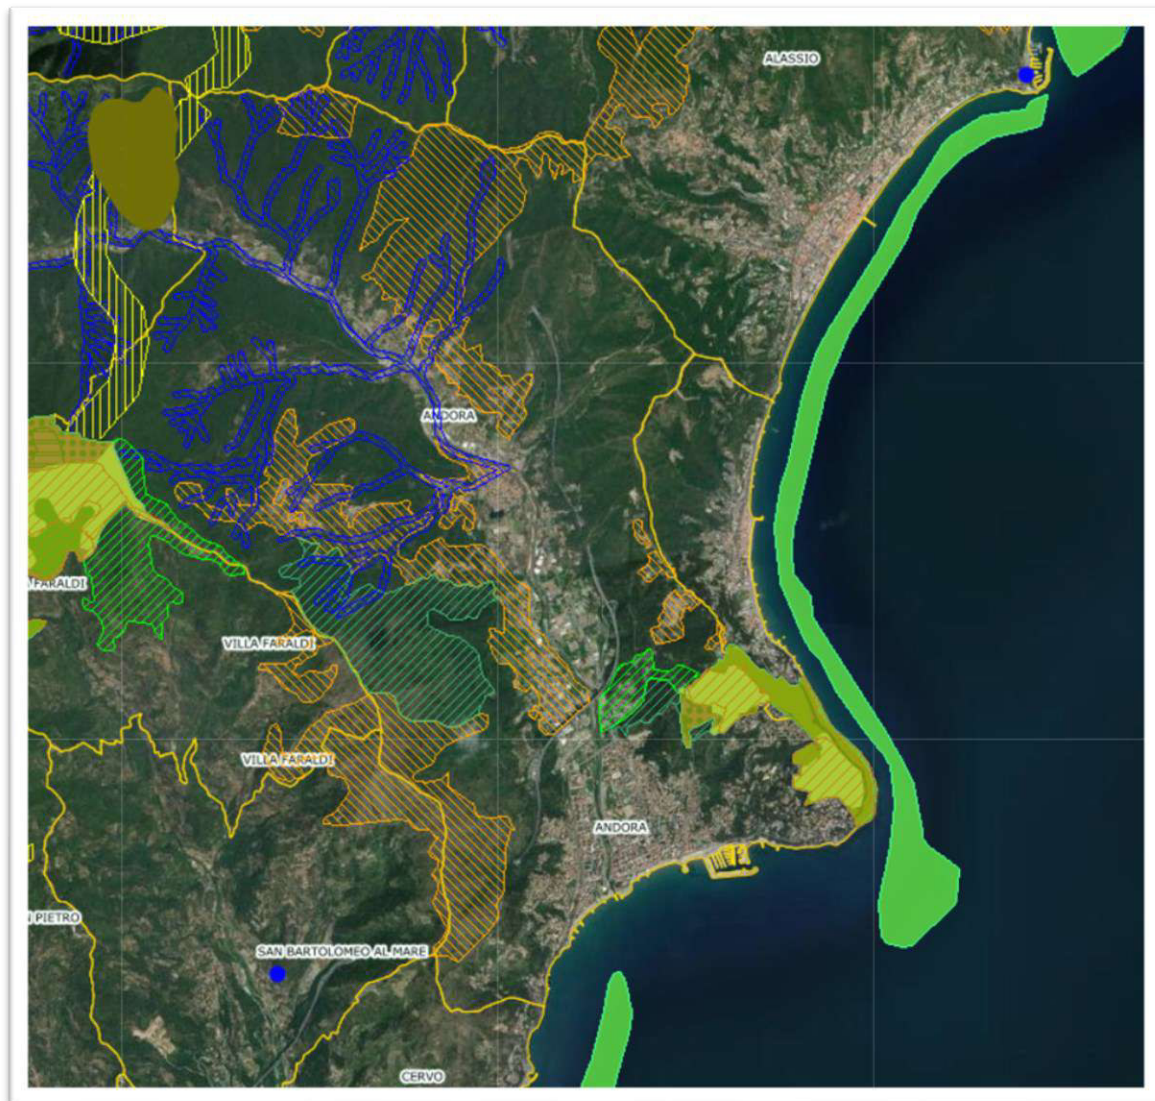 ALASSIO
ANDORA
FARALDI
VILLA FARALDI
VILLA FARALDI
ANDORA
PIETRO
SAN BARTOLOMEO AL MARE
CERVO